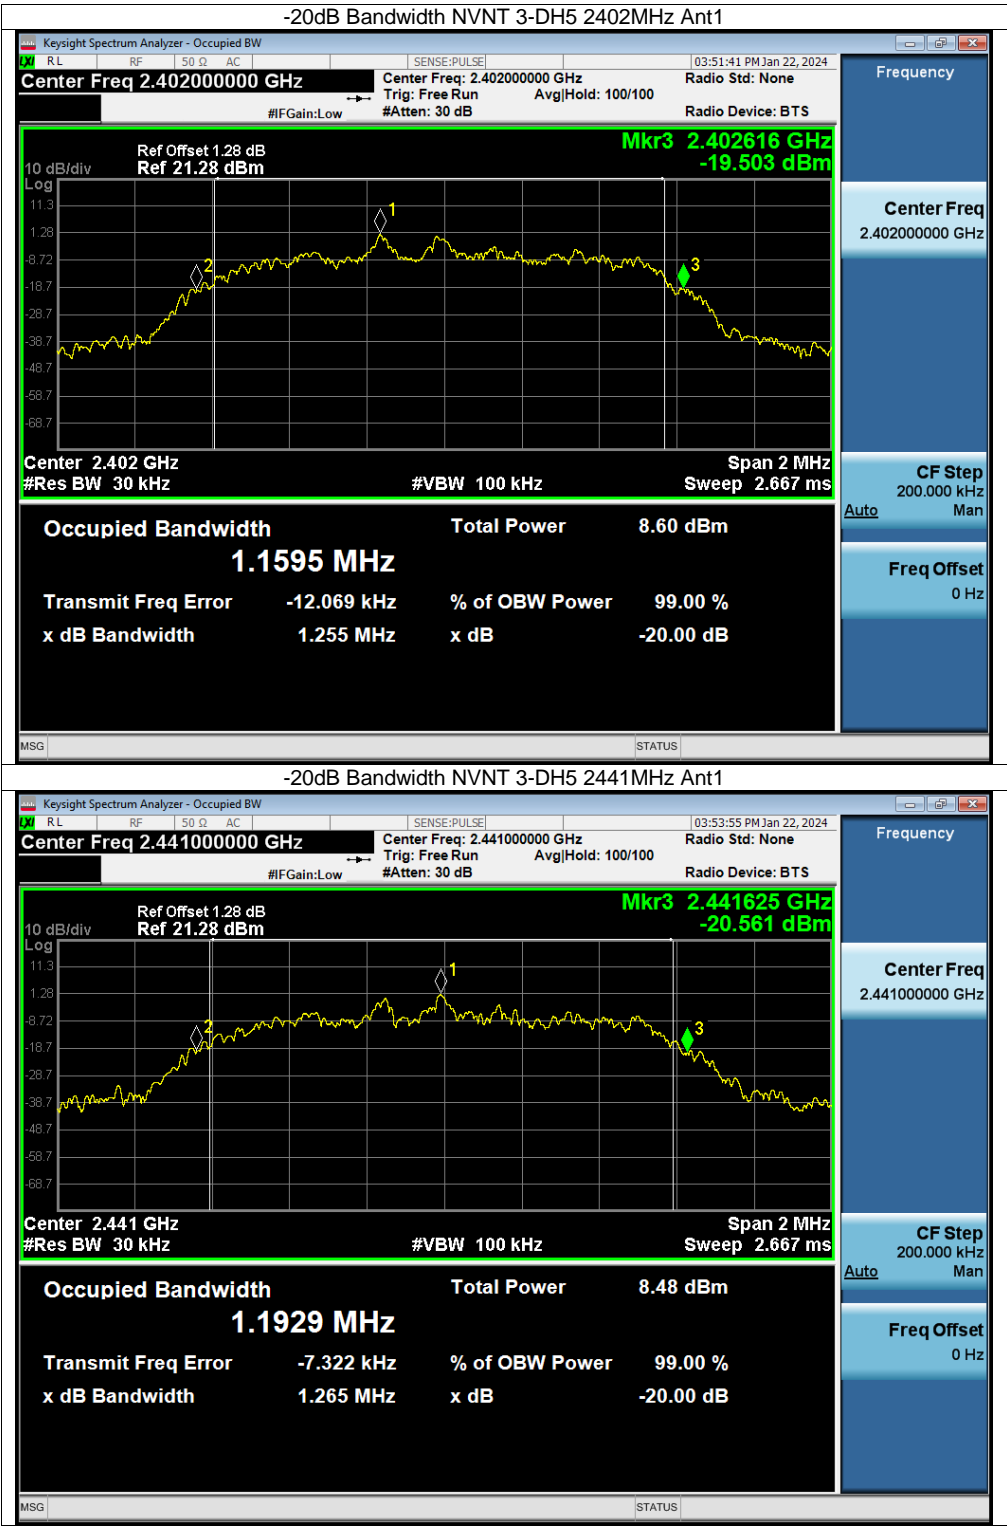 -20dB Bandwidth NVNT 3-DH5 2402MHz Ant1
Keysight Spectrum Analyzer - Occupied BW
LXI RL RF 50 Ω AC SENSE:PULSE 03:51:41 PM Jan 22, 2024
Center Freq 2.402000000 GHz
Center Freq: 2.402000000 GHz Radio Std: None
Trig: Free Run Avg|Hold: 100/100
#IFGain:Low #Atten: 30 dB Radio Device: BTS
Frequency
Mkr3 2.402616 GHz
-19.503 dBm
Ref Offset 1.28 dB
10 dB/div Ref 21.28 dBm
Log
11.3
1.28
-8.72
-18.7
-28.7
-38.7
-48.7
-58.7
-68.7
1
2
3
Center 2.402 GHz Span 2 MHz
#Res BW 30 kHz #VBW 100 kHz Sweep 2.667 ms
Center Freq
2.402000000 GHz
CF Step
200.000 kHz
Auto Man
Freq Offset
0 Hz
Occupied Bandwidth Total Power 8.60 dBm
1.1595 MHz
Transmit Freq Error -12.069 kHz % of OBW Power 99.00 %
x dB Bandwidth 1.255 MHz x dB -20.00 dB
MSG STATUS
-20dB Bandwidth NVNT 3-DH5 2441MHz Ant1
Keysight Spectrum Analyzer - Occupied BW
LXI RL RF 50 Ω AC SENSE:PULSE 03:53:55 PM Jan 22, 2024
Center Freq 2.441000000 GHz
Center Freq: 2.441000000 GHz Radio Std: None
Trig: Free Run Avg|Hold: 100/100
#IFGain:Low #Atten: 30 dB Radio Device: BTS
Frequency
Mkr3 2.441625 GHz
-20.561 dBm
Ref Offset 1.28 dB
10 dB/div Ref 21.28 dBm
Log
11.3
1.28
-8.72
-18.7
-28.7
-38.7
-48.7
-58.7
-68.7
1
2
3
Center 2.441 GHz Span 2 MHz
#Res BW 30 kHz #VBW 100 kHz Sweep 2.667 ms
Center Freq
2.441000000 GHz
CF Step
200.000 kHz
Auto Man
Freq Offset
0 Hz
Occupied Bandwidth Total Power 8.48 dBm
1.1929 MHz
Transmit Freq Error -7.322 kHz % of OBW Power 99.00 %
x dB Bandwidth 1.265 MHz x dB -20.00 dB
MSG STATUS